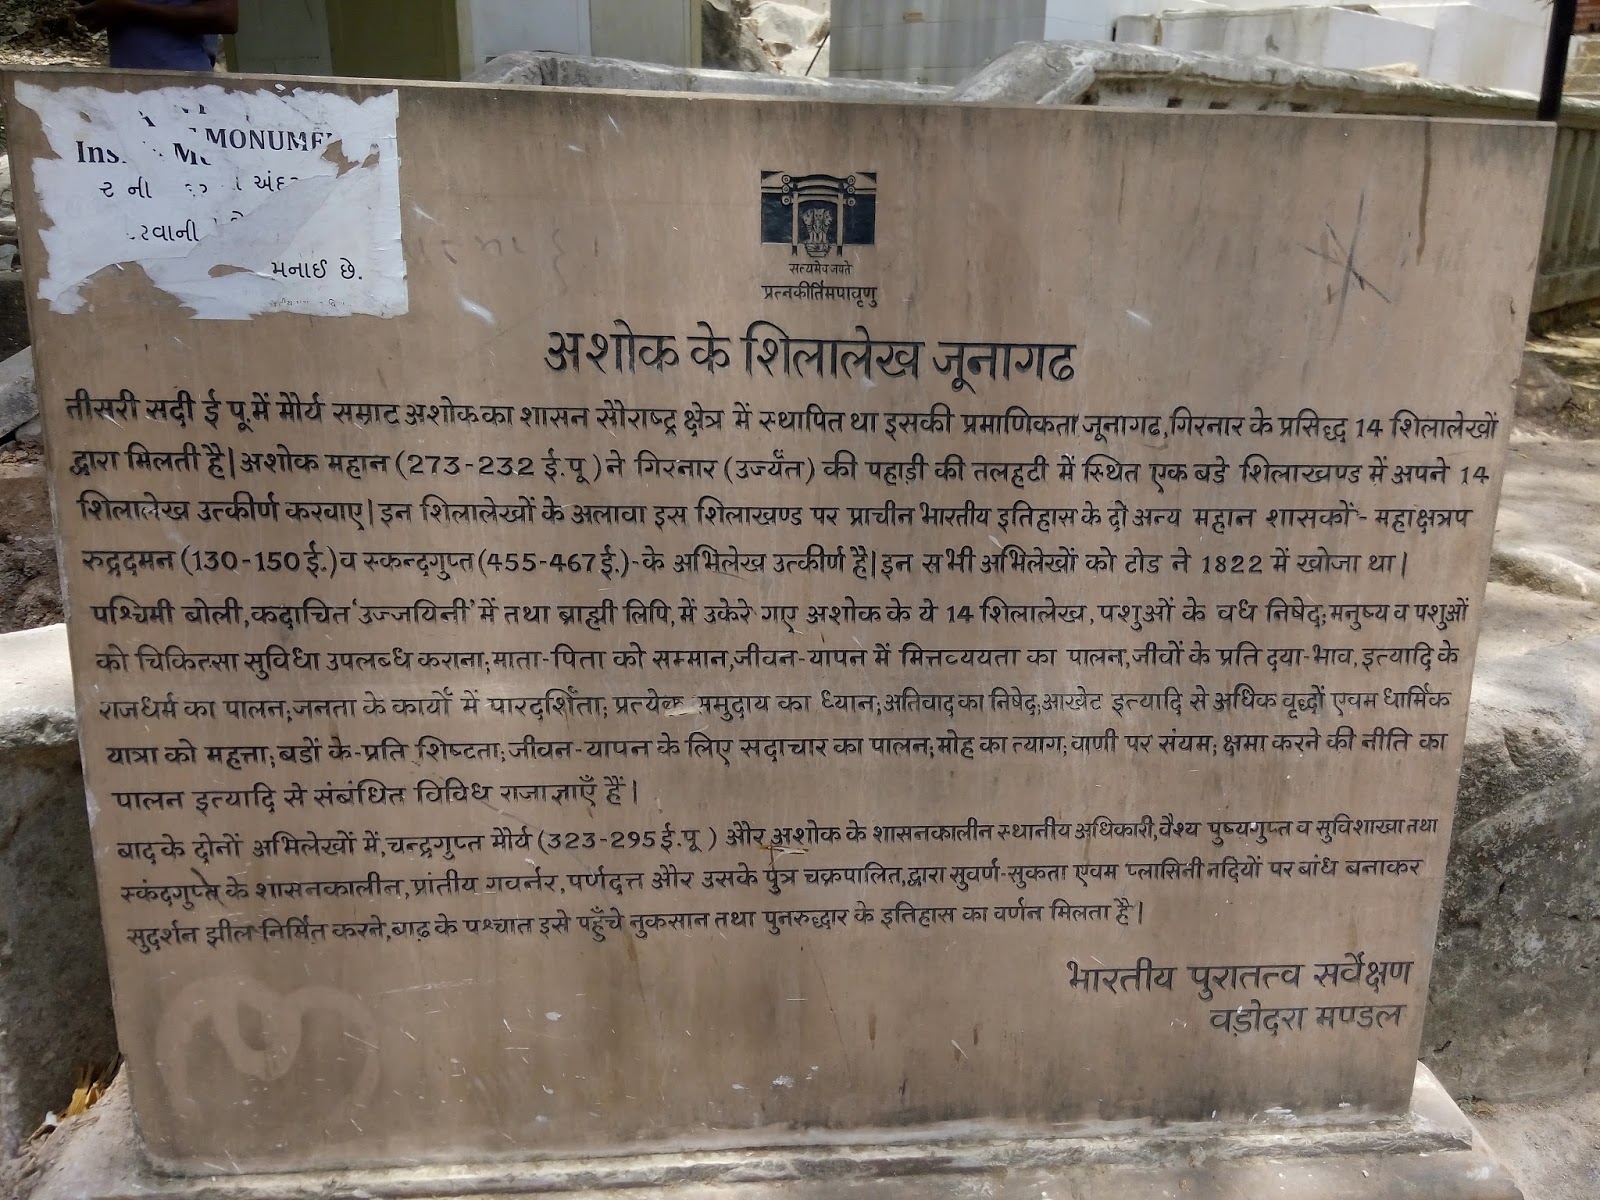 MONUME
Ins
ની અંદર
રવાની
મનાઈ છે.
सत्यमेव जयते
प्रत्नकीर्तिमपावृणु
अशोक के शिलालेख जूनागढ
तीसरी सदी ई पू. में मौर्य सम्राट अशोक का शासन सौराष्ट्र क्षेत्र में स्थापित था इसकी प्रमाणिकता जूनागढ, गिरनार के प्रसिद्ध 14 शिलालेखों
द्वारा मिलती है| अशोक महान (273-232 ई.पू ) ने गिरनार (उर्ज्यंत) की पहाड़ी की तलहटी में स्थित एक बडे शिलाखण्ड में अपने 14
शिलालेख उत्कीर्ण करवाए| इन शिलालेखों के अलावा इस शिलाखण्ड पर प्राचीन भारतीय इतिहास के दो अन्य महान शासकों - महाक्षत्रप
रुद्रदमन (130-150 ई.) व स्कन्दगुप्त (455-467 ई.)- के अभिलेख उत्कीर्ण है| इन सभी अभिलेखों को टोड ने 1822 में खोजा था |
पश्चिमी बोली, कदाचित 'उज्जयिनी' में तथा ब्राह्मी लिपि, में उकेरे गाए अशोक के ये 14 शिलालेख, पशुओं के वध निषेद; मनुष्य व पशुओं
को चिकित्सा सुविधा उपलब्ध कराना; माता-पिता को सम्मान, जीवन-यापन में मित्तव्ययता का पालन, जीवों के प्रति दया-भाव, इत्यादि के
राजधर्म का पालन; जनता के कार्यों में पारदर्शिता; प्रत्येक समुदाय का ध्यान; अतिवाद का निषेद; आखेट इत्यादि से अधिक वृद्धों एवम धार्मिक
यात्रा को महत्ता; बडों के-प्रति शिष्टता; जीवन-यापन के लिए सदाचार का पालन; मोह का त्याग; वाणी पर संयम; क्षमा करने की नीति का
पालन इत्यादि से संबंधित विविध राजाज्ञाएँ हैं |
बाद के दोनों अभिलेखों में, चन्द्रगुप्त मौर्य (323-295 ई.पू ) और अशोक के शासनकालीन स्थानीय अधिकारी, वैश्य पुष्यगुप्त व सुविशाखा तथा
स्कंदगुप्त के शासनकालीन, प्रांतीय गवर्नर, पर्णदत्त और उसके पुत्र चक्रपालित, द्वारा सुवर्ण-सुकता एवम प्लासिनी नदियों पर बांध बनाकर
सुदर्शन झील निर्मित करने, बाढ़ के पश्चात इसे पहुँचे नुकसान तथा पुनरुद्धार के इतिहास का वर्णन मिलता है |
भारतीय पुरातत्व सर्वेक्षण
वड़ोदरा मण्डल